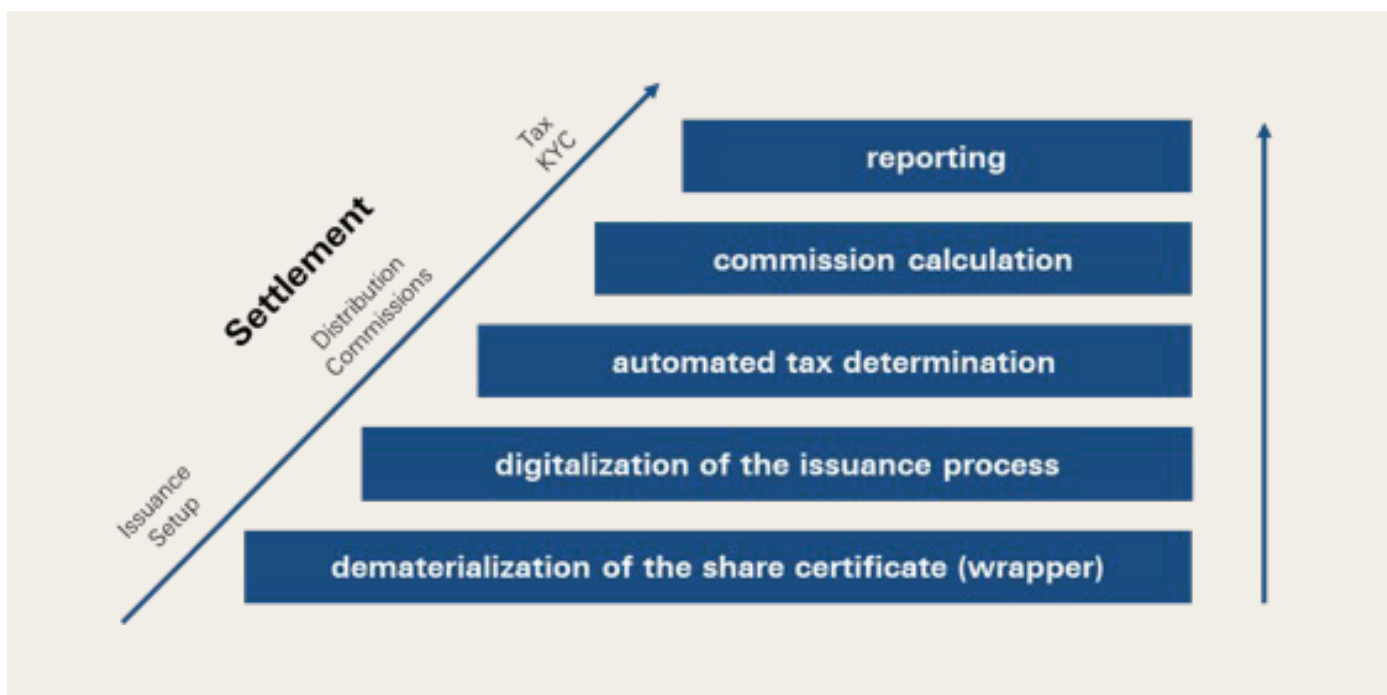 Tax
KYC
reporting
Settlement
commission calculation
Distribution
Commissions
automated tax determination
digitalization of the issuance process
Issuance
Setup
dematerialization of the share certificate (wrapper)